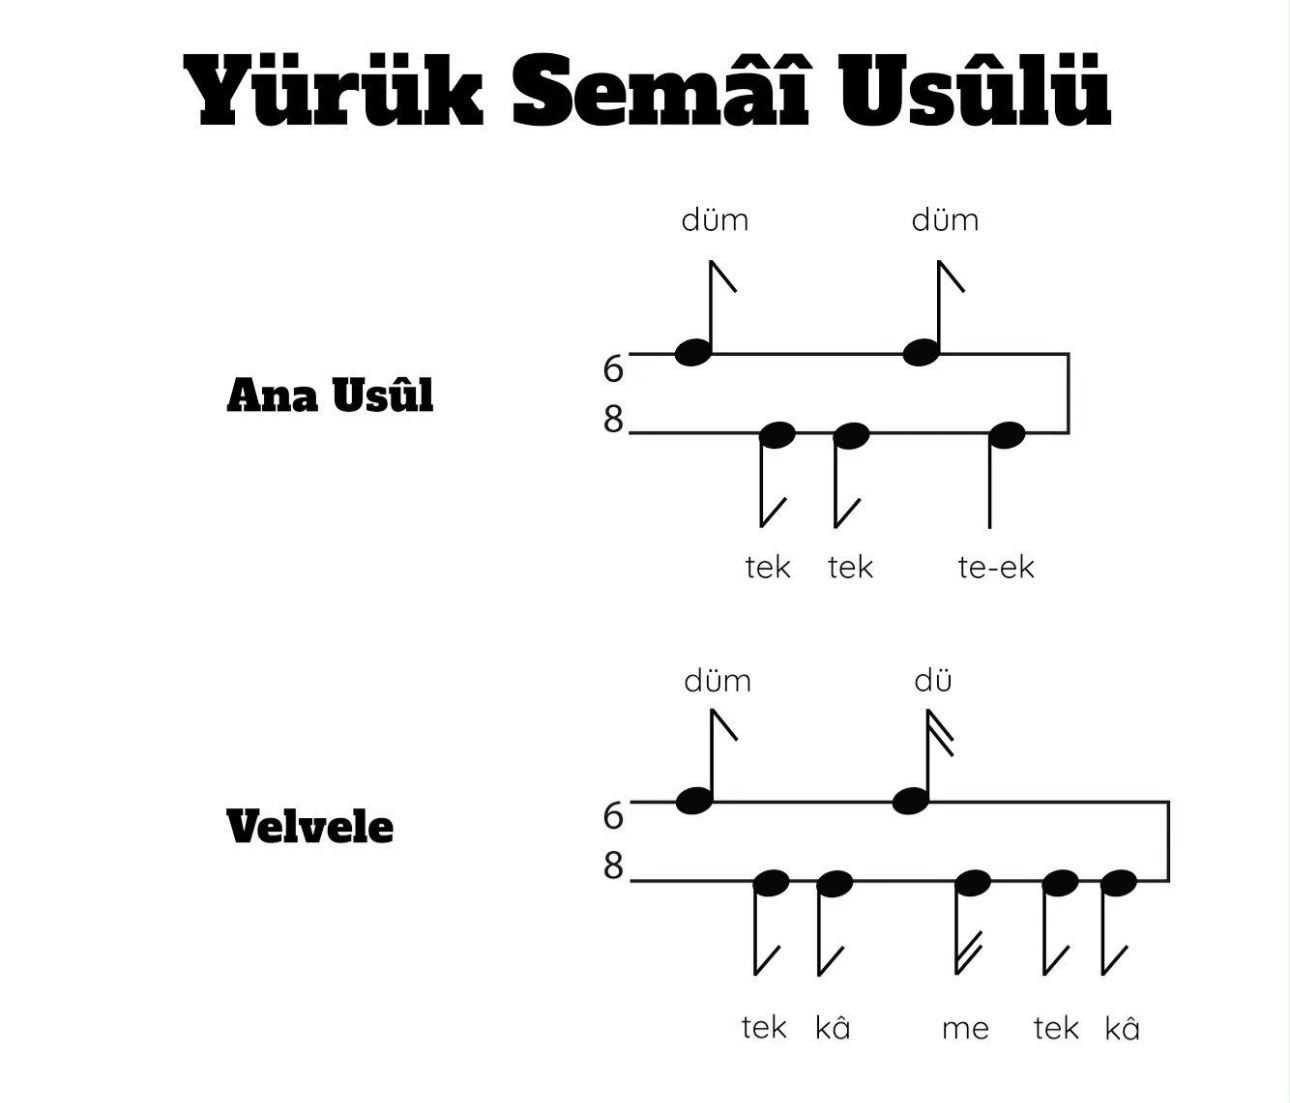 Yürük Semâî Usûlü
düm düm
Ana Usûl
6
8
tek tek te-ek
düm dü
Velvele
6
8
tek kâ me tek kâ